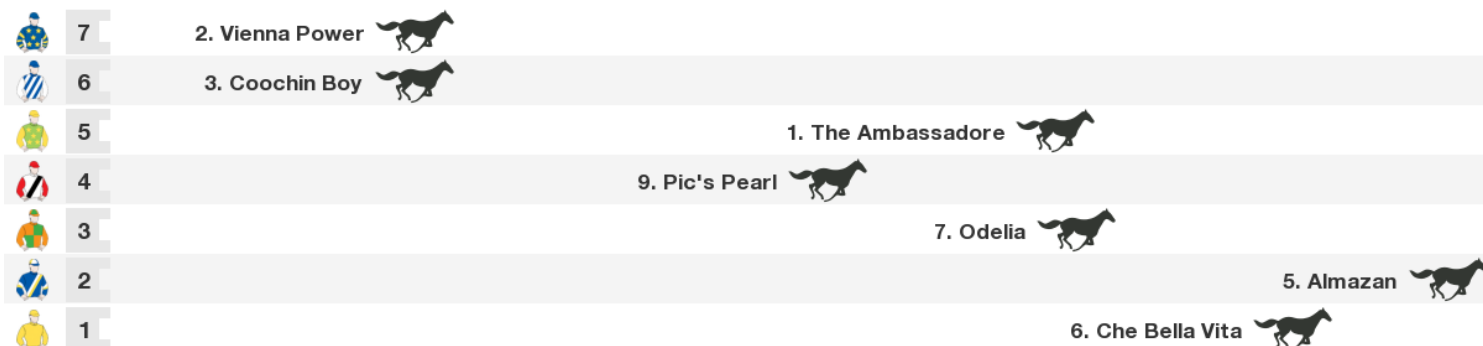 7 2. Vienna Power
6 3. Coochin Boy
5 1. The Ambassadore
4 9. Pic's Pearl
3 7. Odelia
2 5. Almazan
1 6. Che Bella Vita